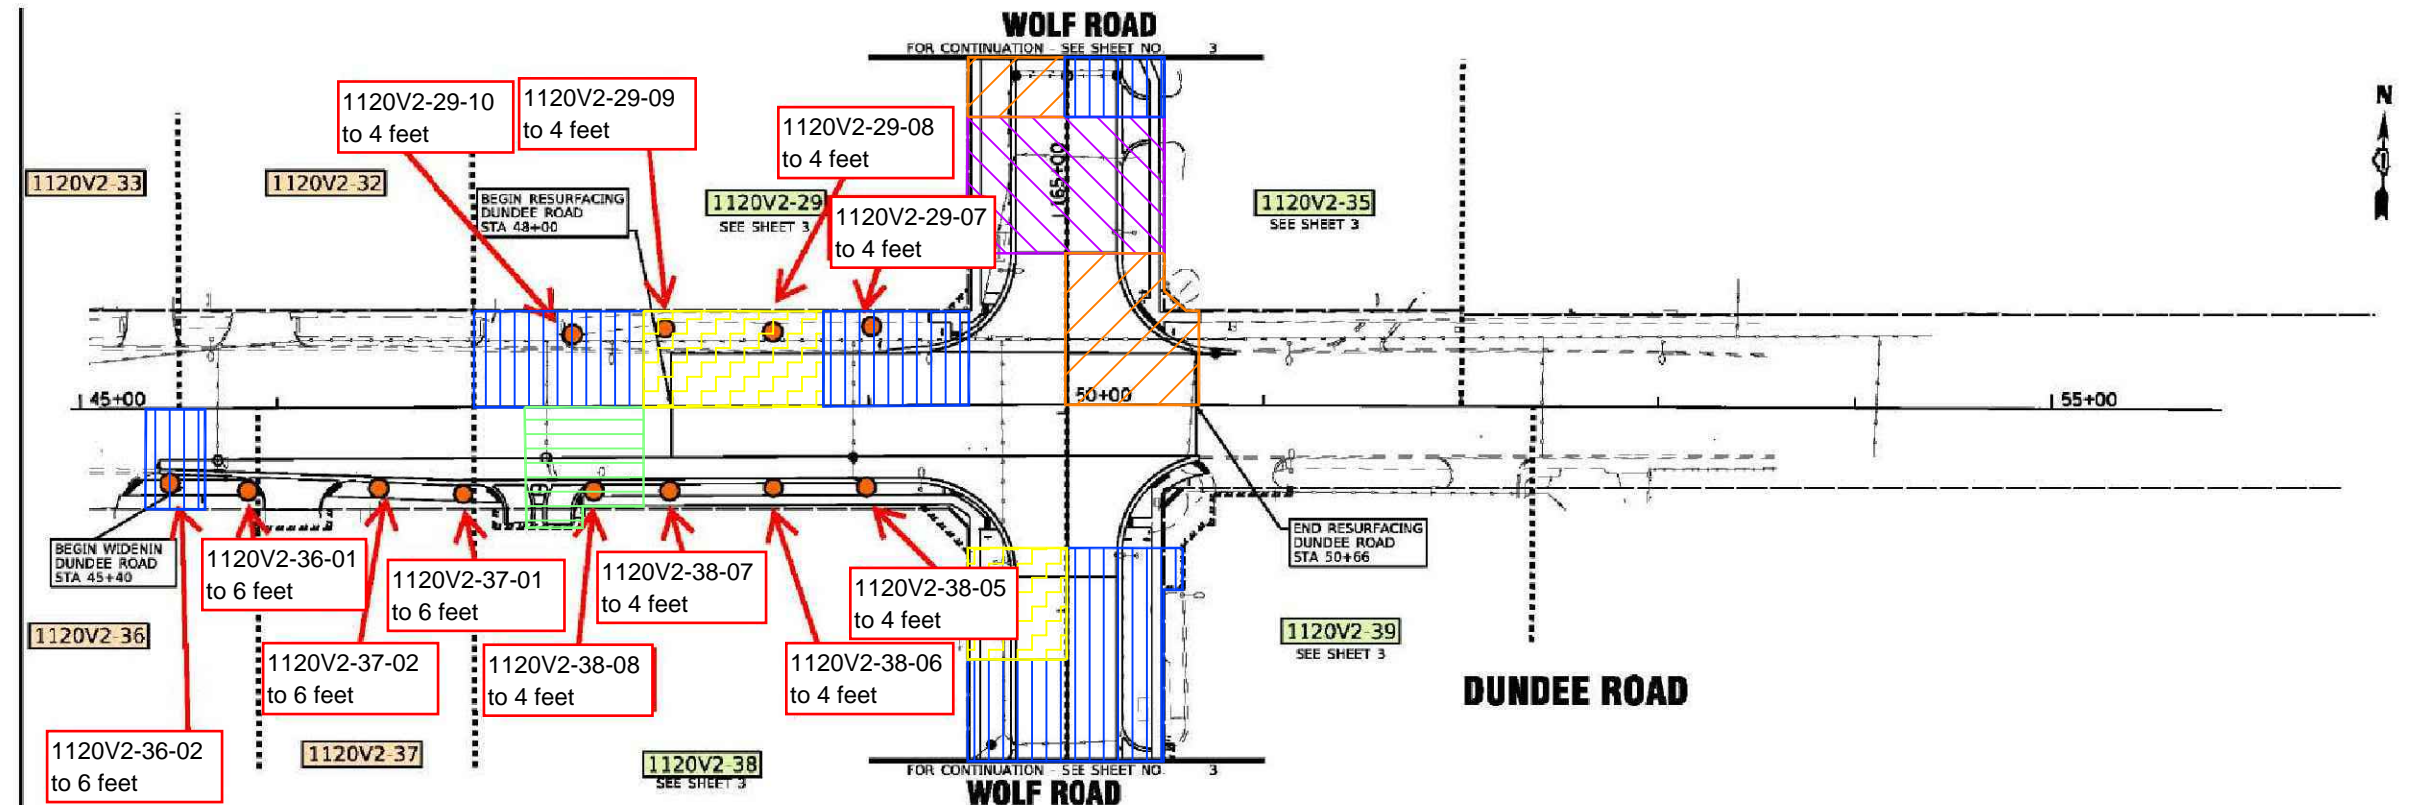 WOLF ROAD
FOR CONTINUATION - SEE SHEET NO. 3
N
1120V2-29-10
to 4 feet
1120V2-29-09
to 4 feet
1120V2-29-08
to 4 feet
1120V2-29-07
to 4 feet
1120V2-33
1120V2-32
BEGIN RESURFACING
DUNDEE ROAD
STA 48+00
1120V2-29
SEE SHEET 3
1120V2-35
SEE SHEET 3
165+00
45+00
50+00
55+00
BEGIN WIDENIN
DUNDEE ROAD
STA 45+40
1120V2-36-01
to 6 feet
1120V2-37-01
to 6 feet
1120V2-38-07
to 4 feet
1120V2-38-05
to 4 feet
END RESURFACING
DUNDEE ROAD
STA 50+66
1120V2-36
1120V2-37-02
to 6 feet
1120V2-38-08
to 4 feet
1120V2-38-06
to 4 feet
1120V2-39
SEE SHEET 3
DUNDEE ROAD
1120V2-36-02
to 6 feet
1120V2-37
1120V2-38
SEE SHEET 3
FOR CONTINUATION - SEE SHEET NO. 3
WOLF ROAD